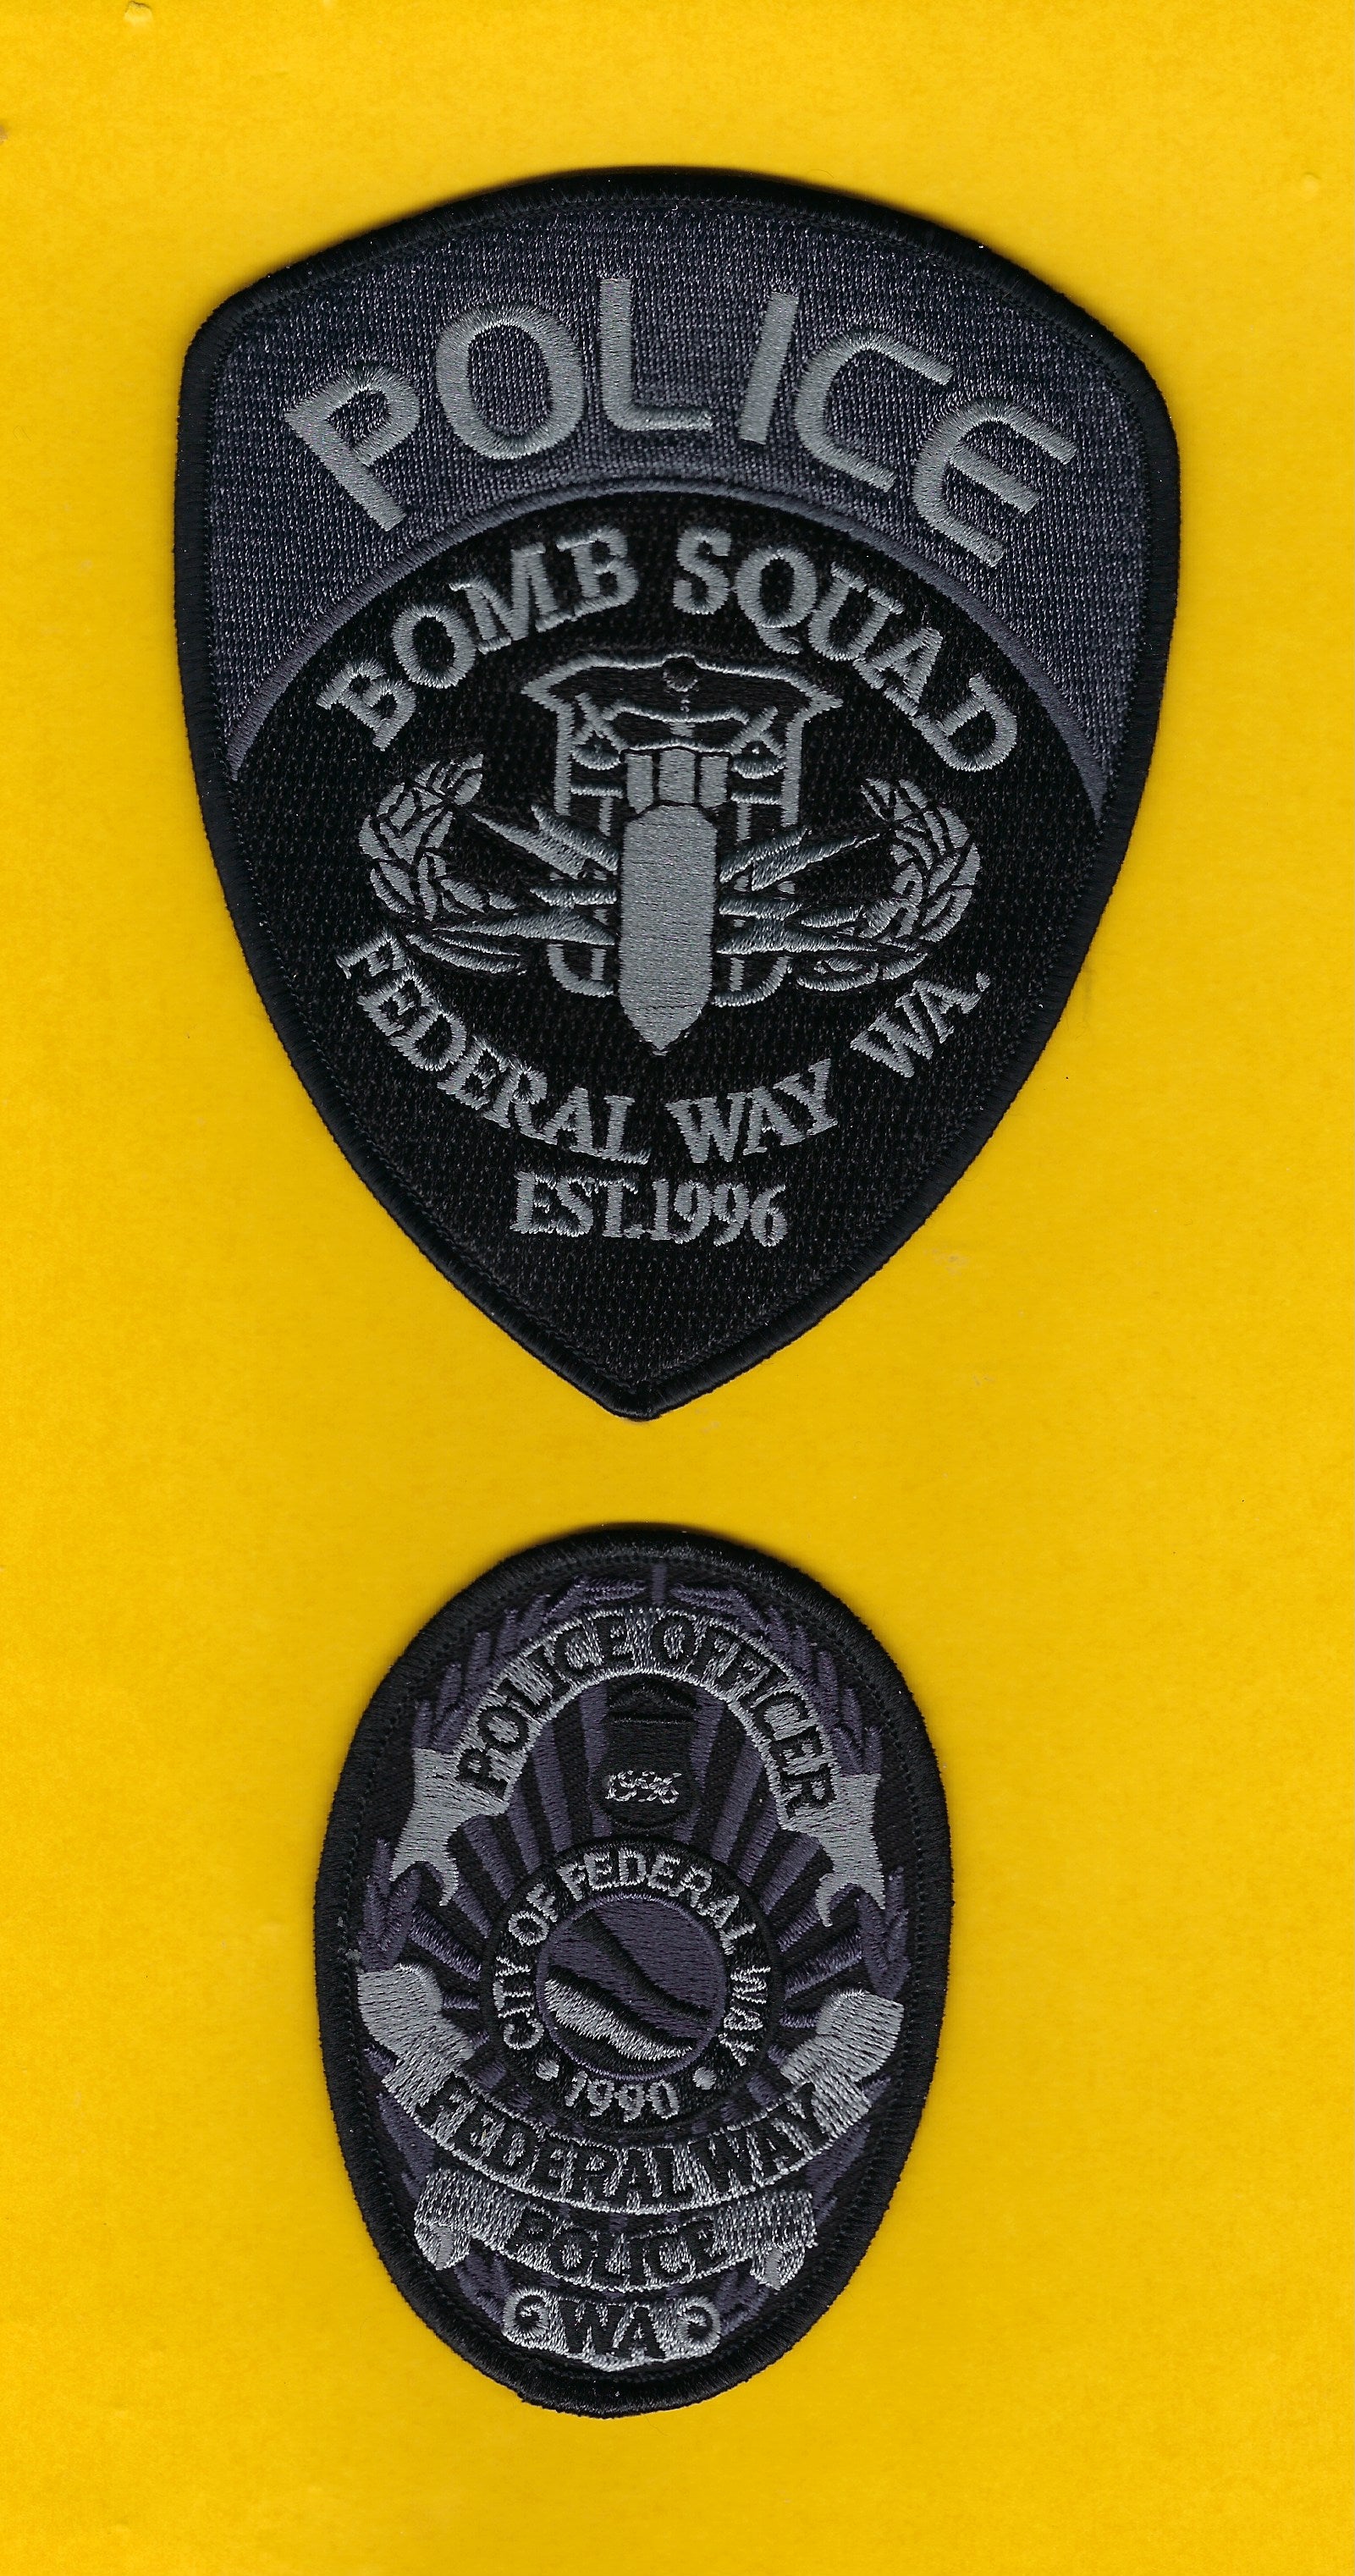 POLICE
BOMB SQUAD
FEDERAL WAY WA.
EST.1996
POLICE OFFICER
1996
CITY OF FEDERAL WAY
• 1990 •
FEDERAL WAY
POLICE
WA